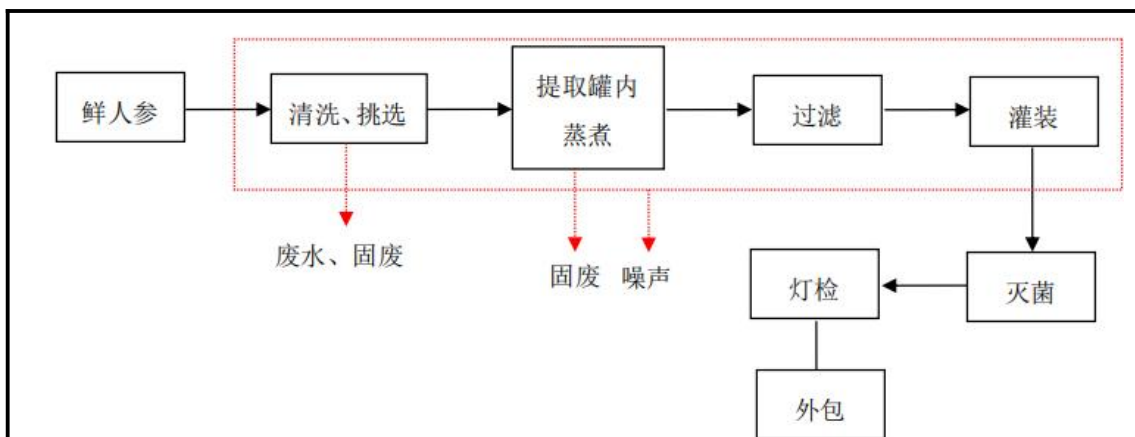 鲜人参
清洗、挑选
提取罐内
蒸煮
过滤
灌装
废水、固废
固废
噪声
灯检
灭菌
外包